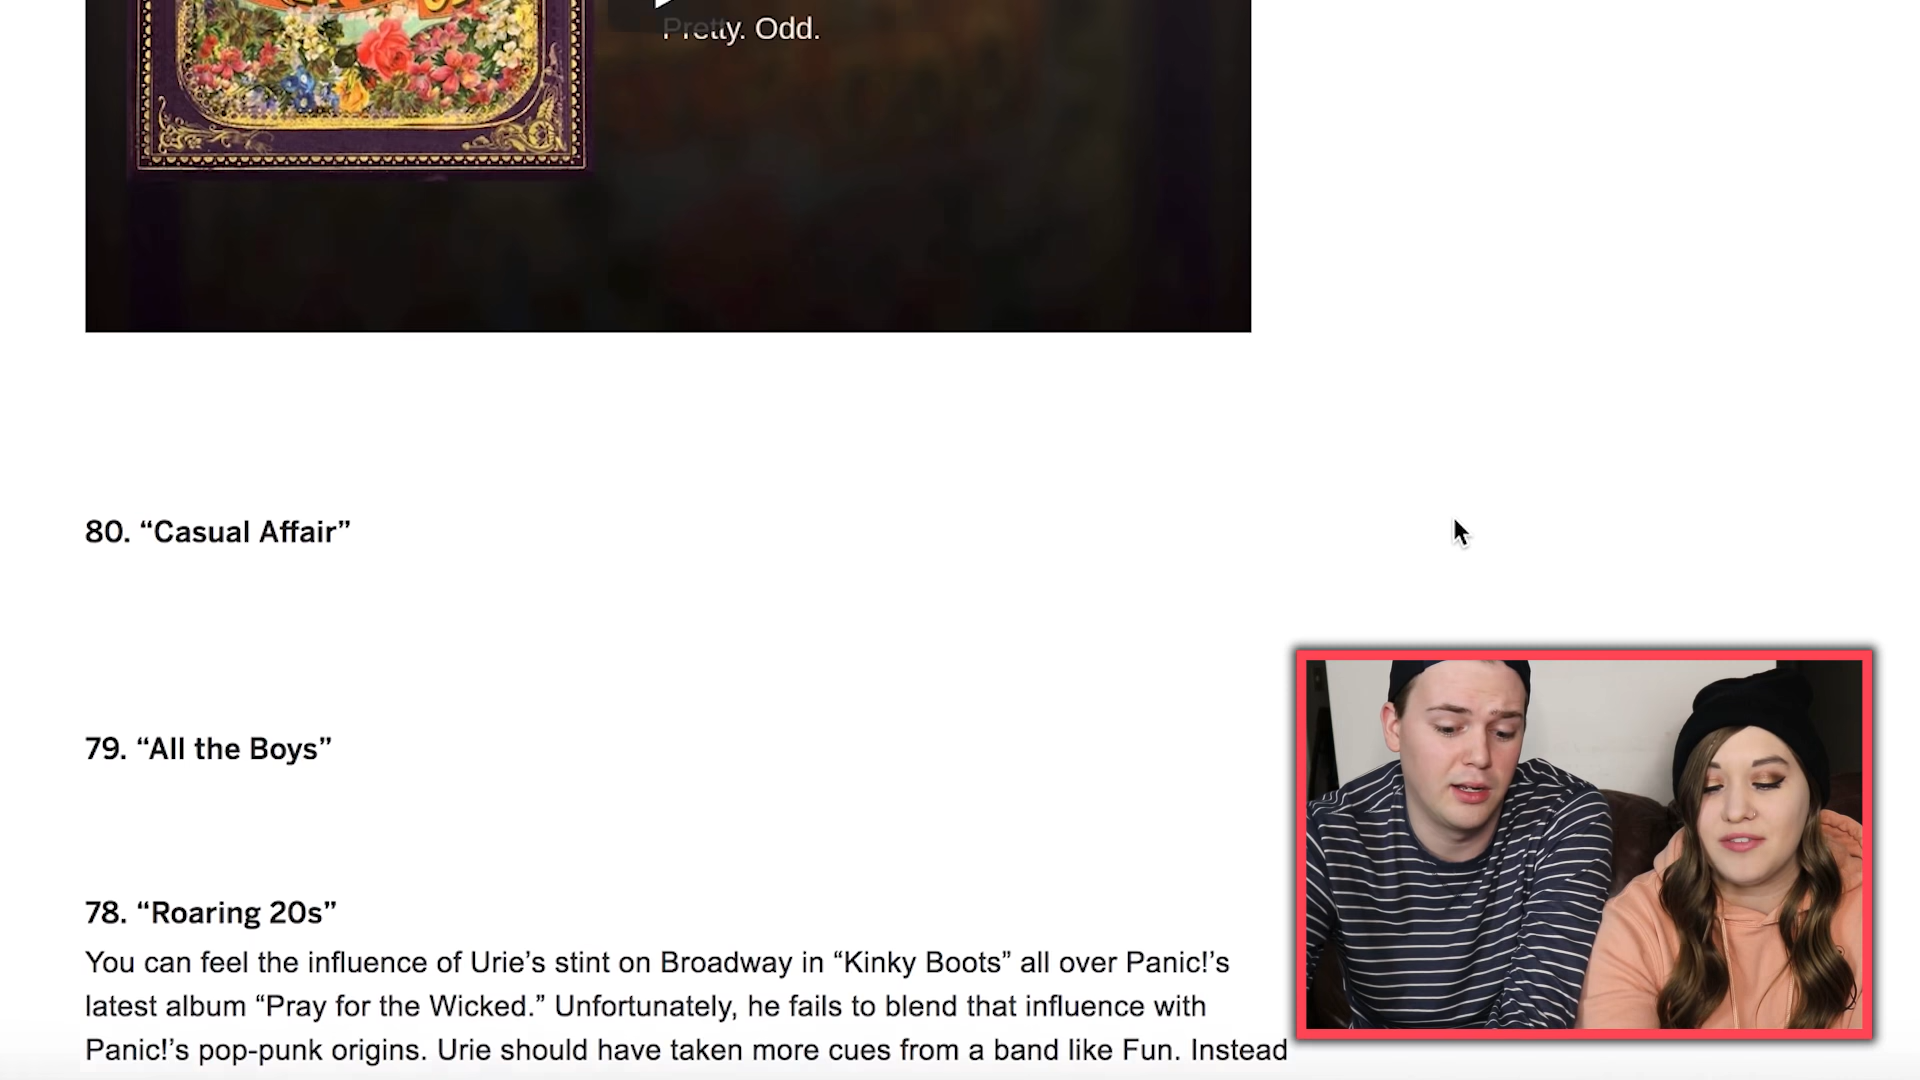 Pretty. Odd.
80. “Casual Affair”
79. “All the Boys”
78. “Roaring 20s”
You can feel the influence of Urie’s stint on Broadway in “Kinky Boots” all over Panic!’s
latest album “Pray for the Wicked.” Unfortunately, he fails to blend that influence with
Panic!’s pop-punk origins. Urie should have taken more cues from a band like Fun. Instead